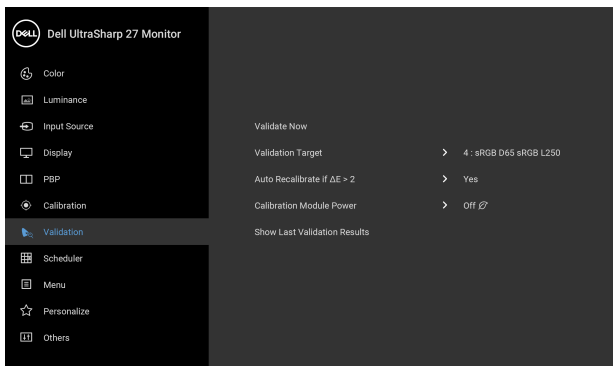 DELL Dell UltraSharp 27 Monitor
Color
Luminance
Input Source
Validate Now
Display
Validation Target 4 : sRGB D65 sRGB L250
PBP
Auto Recalibrate if ΔE > 2 Yes
Calibration
Calibration Module Power Off
Validation
Show Last Validation Results
Scheduler
Menu
Personalize
Others